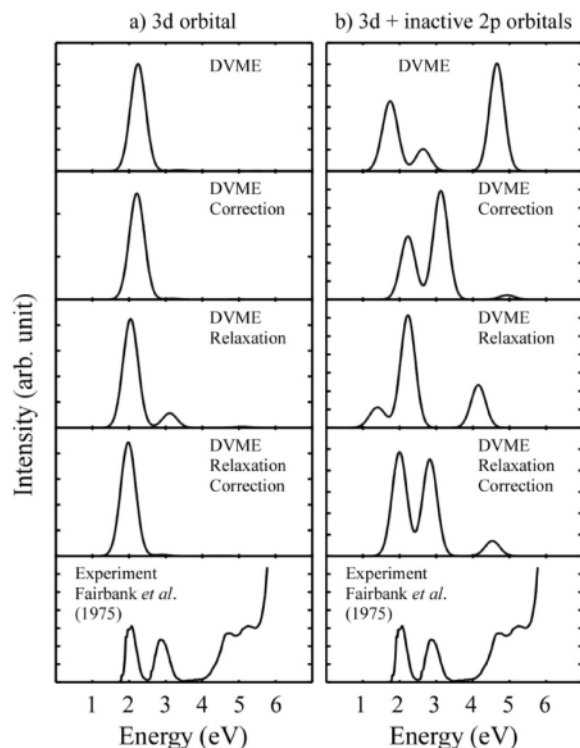 a) 3d orbital
b) 3d + inactive 2p orbitals
DVME
DVME
DVME
Correction
DVME
Correction
DVME
Relaxation
DVME
Relaxation
DVME
Relaxation
Correction
DVME
Relaxation
Correction
Experiment
Fairbank et al.
(1975)
Experiment
Fairbank et al.
(1975)
Intensity (arb. unit)
1 2 3 4 5 6
1 2 3 4 5 6
Energy (eV)
Energy (eV)